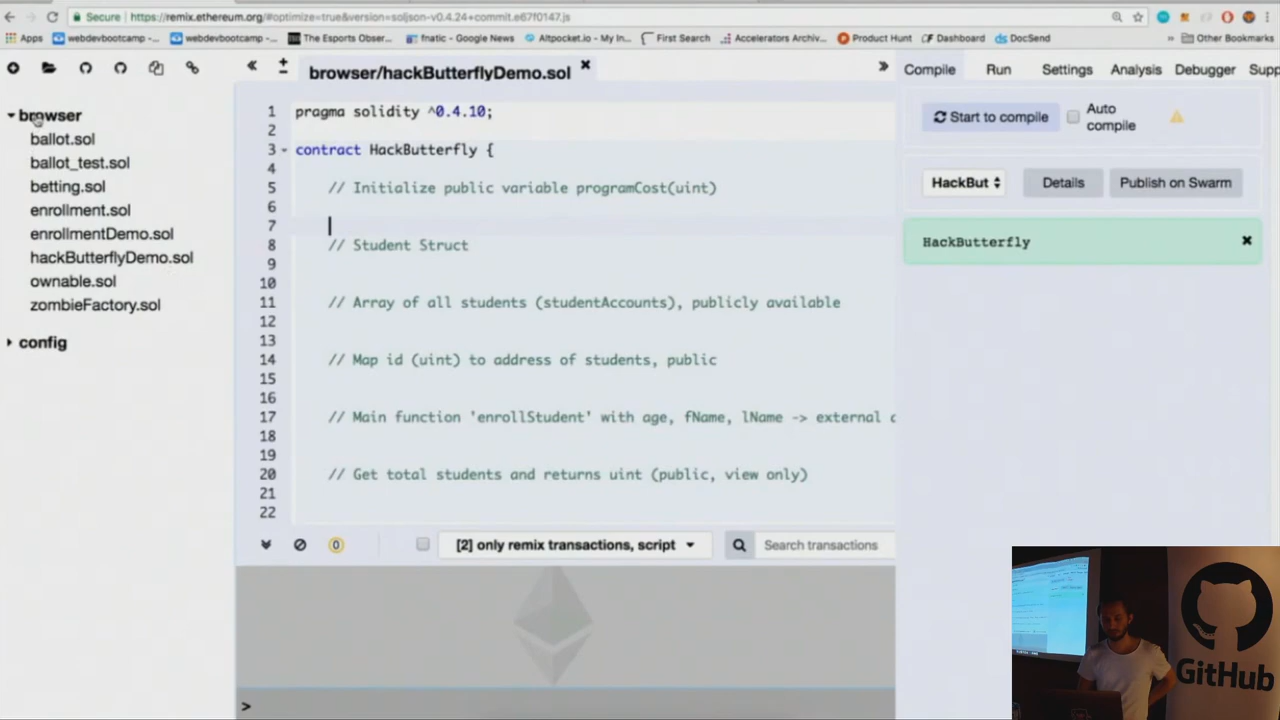 Secure https://remix.ethereum.org/#optimize=true&version=soljson-v0.4.24+commit.e67f0147.js
Apps webdevbootcamp -... webdevbootcamp -... The Esports Obser... fnatic - Google News Altpocket.io - My In... First Search Accelerators Archiv... Product Hunt Dashboard DocSend » Other Bookmarks
« browser/hackButterflyDemo.sol × » Compile Run Settings Analysis Debugger Supp
browser
ballot.sol
ballot_test.sol
betting.sol
enrollment.sol
enrollmentDemo.sol
hackButterflyDemo.sol
ownable.sol
zombieFactory.sol
config
1 pragma solidity ^0.4.10;
2
3 contract HackButterfly {
4
5 // Initialize public variable programCost(uint)
6
7
8 // Student Struct
9
10
11 // Array of all students (studentAccounts), publicly available
12
13
14 // Map id (uint) to address of students, public
15
16
17 // Main function 'enrollStudent' with age, fName, lName -> external
18
19
20 // Get total students and returns uint (public, view only)
21
22
0 [2] only remix transactions, script Search transactions
>
Start to compile Auto compile
HackBut Details Publish on Swarm
HackButterfly ×
GitHub